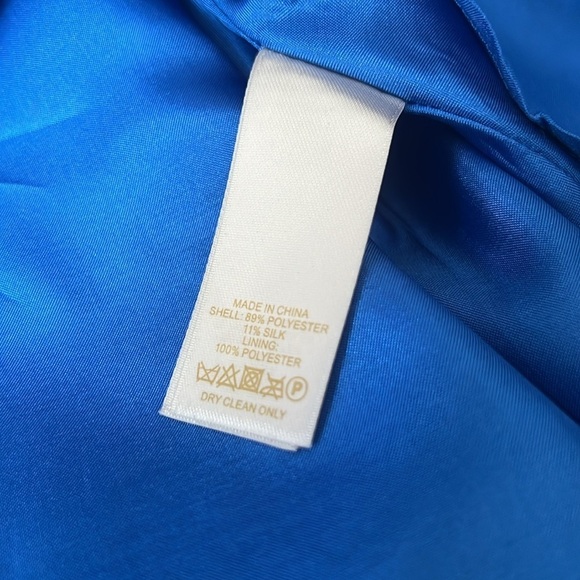 MADE IN CHINA
SHELL: 89% POLYESTER
11% SILK
LINING:
100% POLYESTER
P
DRY CLEAN ONLY